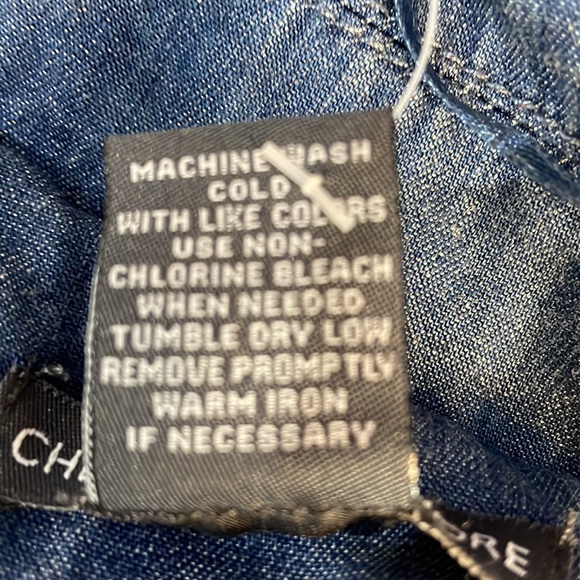 MACHINE WASH
COLD
WITH LIKE COLORS
USE NON-
CHLORINE BLEACH
WHEN NEEDED
TUMBLE DRY LOW
REMOVE PROMPTLY
WARM IRON
IF NECESSARY